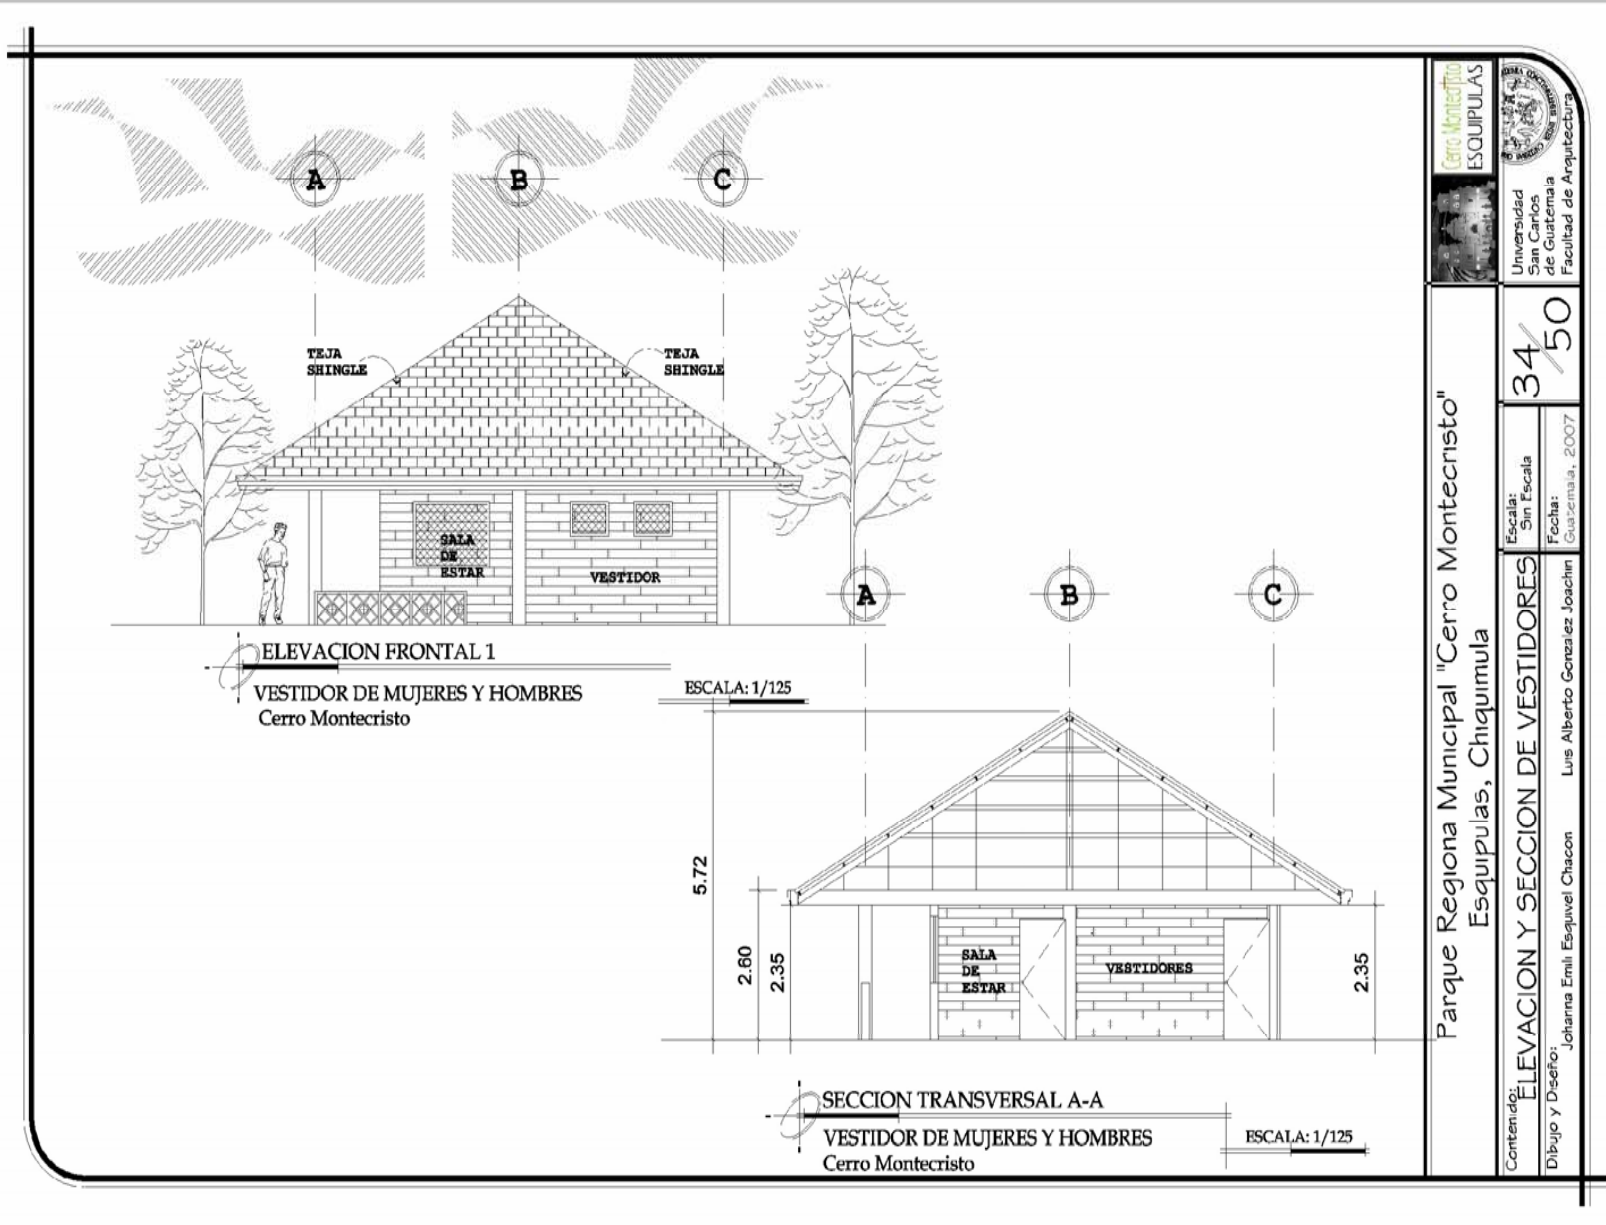 A
B
C
TEJA
SHINGLE
TEJA
SHINGLE
SALA
DE
ESTAR
VESTIDOR
ELEVACION FRONTAL 1
VESTIDOR DE MUJERES Y HOMBRES
Cerro Montecristo
ESCALA: 1/125
A
B
C
5.72
2.60
2.35
SALA
DE
ESTAR
VESTIDORES
2.35
SECCION TRANSVERSAL A-A
VESTIDOR DE MUJERES Y HOMBRES
Cerro Montecristo
ESCALA: 1/125
Cerro Montecristo
ESQUIPULAS
Universidad
San Carlos
de Guatemala
Facultad de Arquitectura
Parque Regiona Municipal "Cerro Montecristo"
Esquipulas, Chiquimula
34/50
Escala:
Sin Escala
Fecha:
Guatemala, 2007
Contenido:
ELEVACION Y SECCION DE VESTIDORES
Dibujo y Diseño:
Johanna Emili Esquivel Chacon
Luis Alberto Gonzalez Joachin